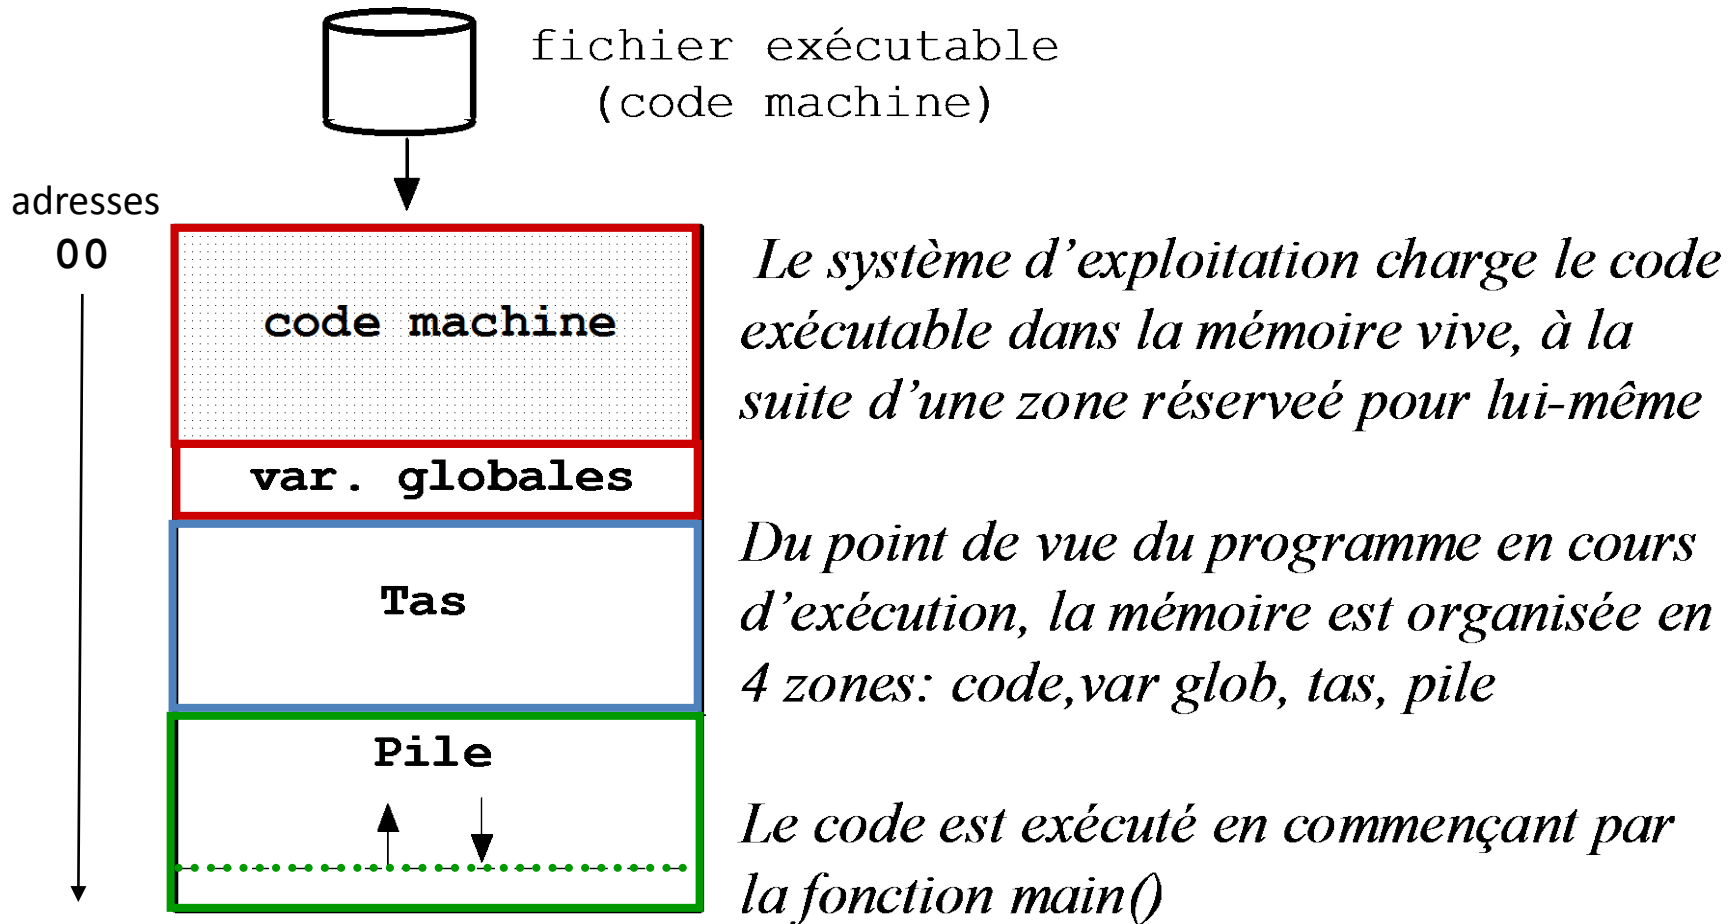 fichier exécutable
(code machine)
adresses
00
code machine
var. globales
Tas
Pile
Le système d’exploitation charge le code
exécutable dans la mémoire vive, à la
suite d’une zone réserveé pour lui-même
Du point de vue du programme en cours
d’exécution, la mémoire est organisée en
4 zones: code,var glob, tas, pile
Le code est exécuté en commençant par
la fonction main()